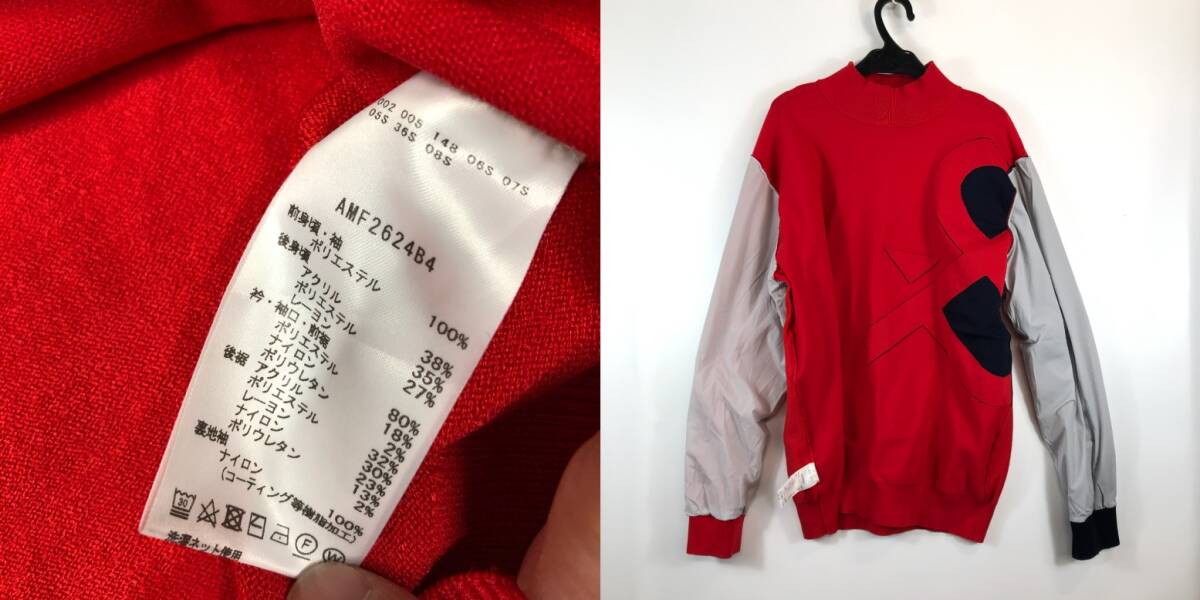 002 005 148 06S 07S
05S 36S 08S
AMF2624B4
前身頃・袖
ポリエステル 100%
後身頃
アクリル 38%
ポリエステル 35%
レーヨン 27%
衿・袖口・前裾
ポリエステル 80%
ナイロン 18%
ポリウレタン 2%
後裾
アクリル 32%
ポリエステル 30%
レーヨン 23%
ナイロン 13%
ポリウレタン 2%
裏地袖
ナイロン 100%
(コーティング等樹脂加工)
30
F
W
洗濯ネット使用